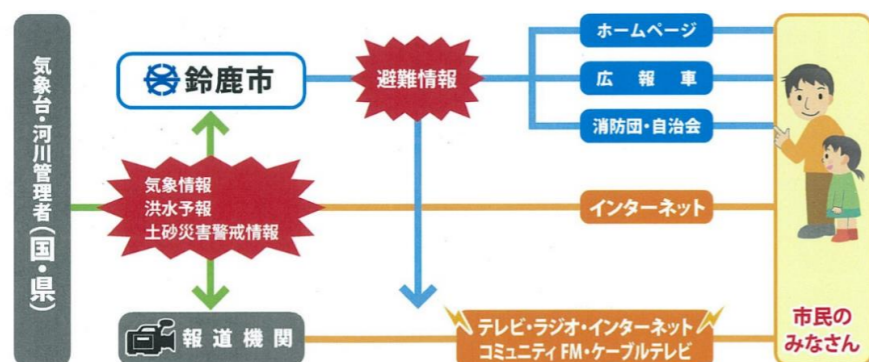 気象台・河川管理者(国・県)
鈴鹿市
避難情報
ホームページ
広報車
消防団・自治会
気象情報
洪水予報
土砂災害警戒情報
インターネット
報道機関
テレビ・ラジオ・インターネット
コミュニティFM・ケーブルテレビ
市民の
みなさん